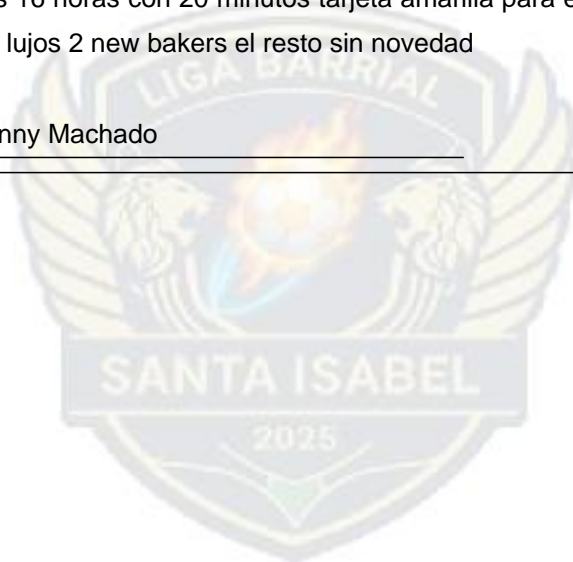 s 16 horas con 20 minutos tarjeta amarilla para e
lujos 2 new bakers el resto sin novedad
nny Machado
LIGA BARRIAL
SANTA ISABEL
2025